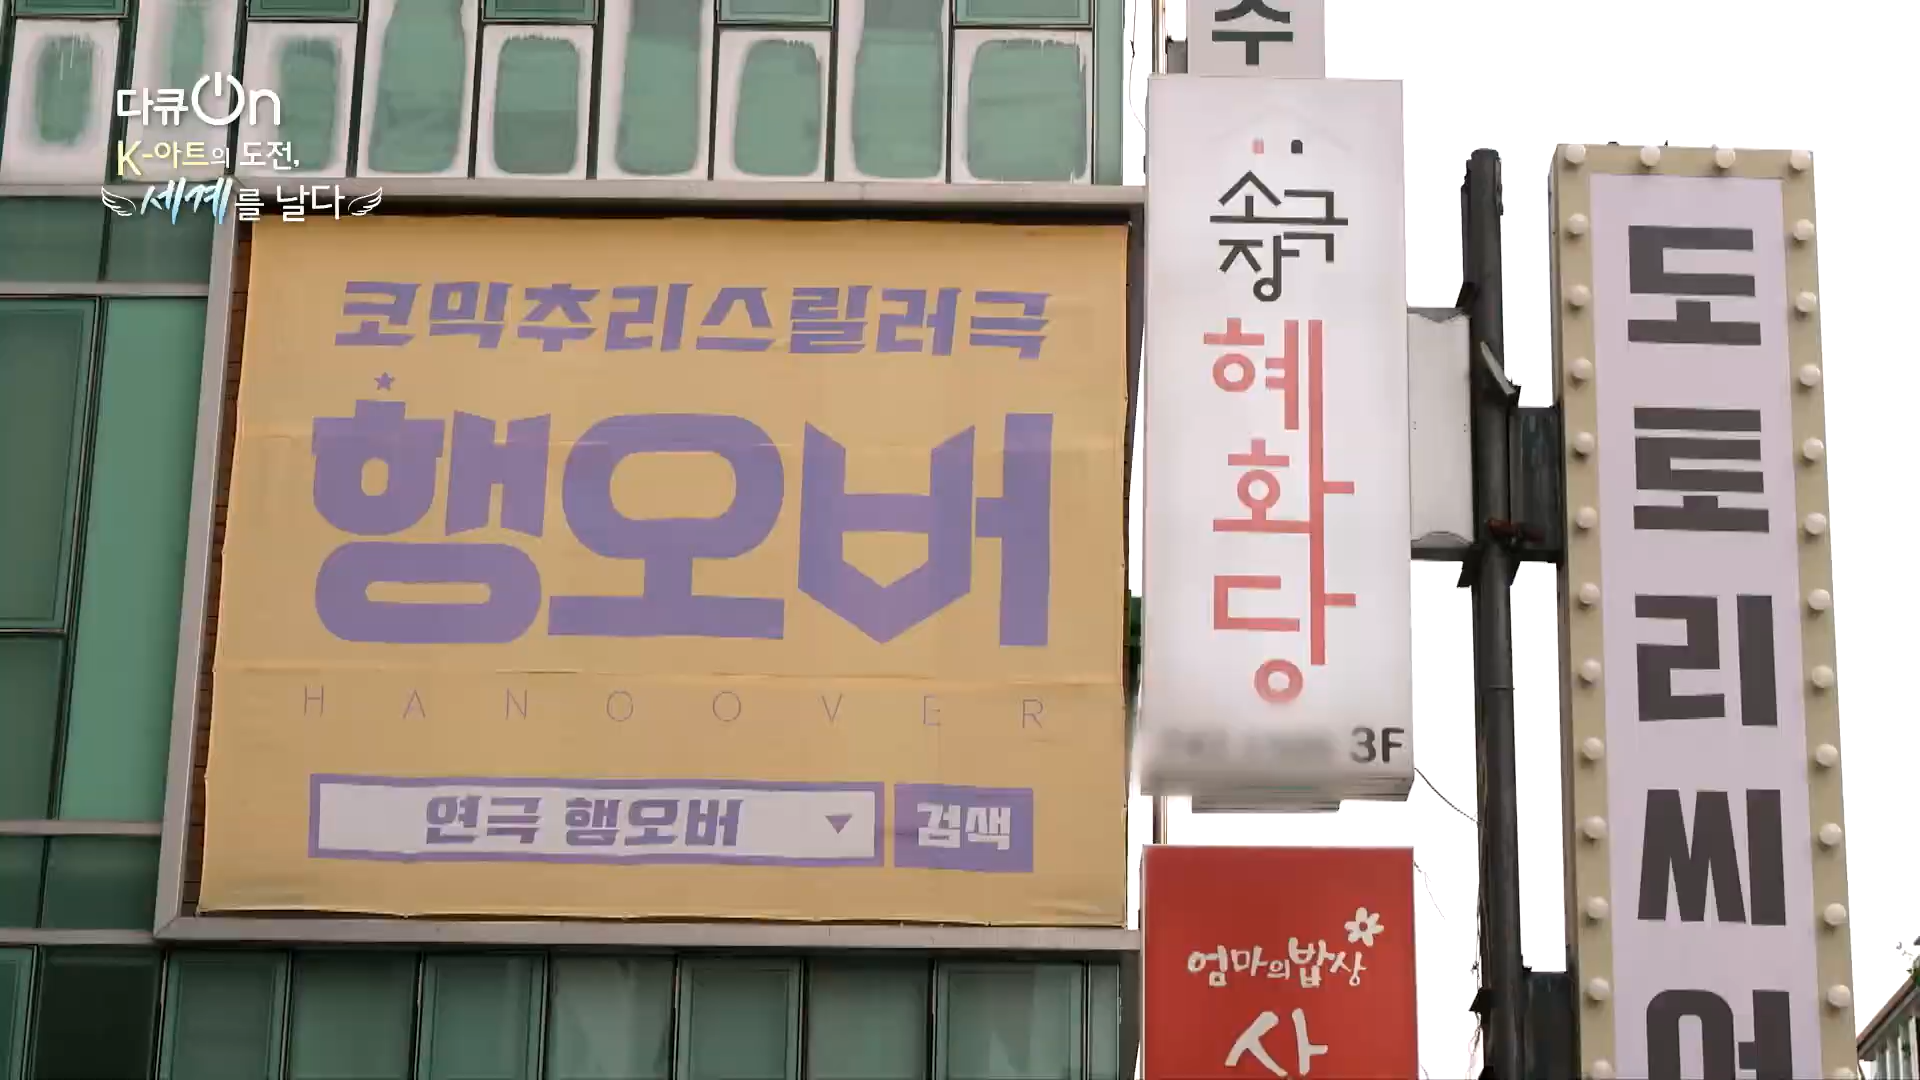 다큐On
K-아트의 도전,
세계를 날다
코믹추리스릴러극
행오버
HANGOVER
연극 행오버
검색
소극장
혜화당
3F
엄마의밥상
도토리씨